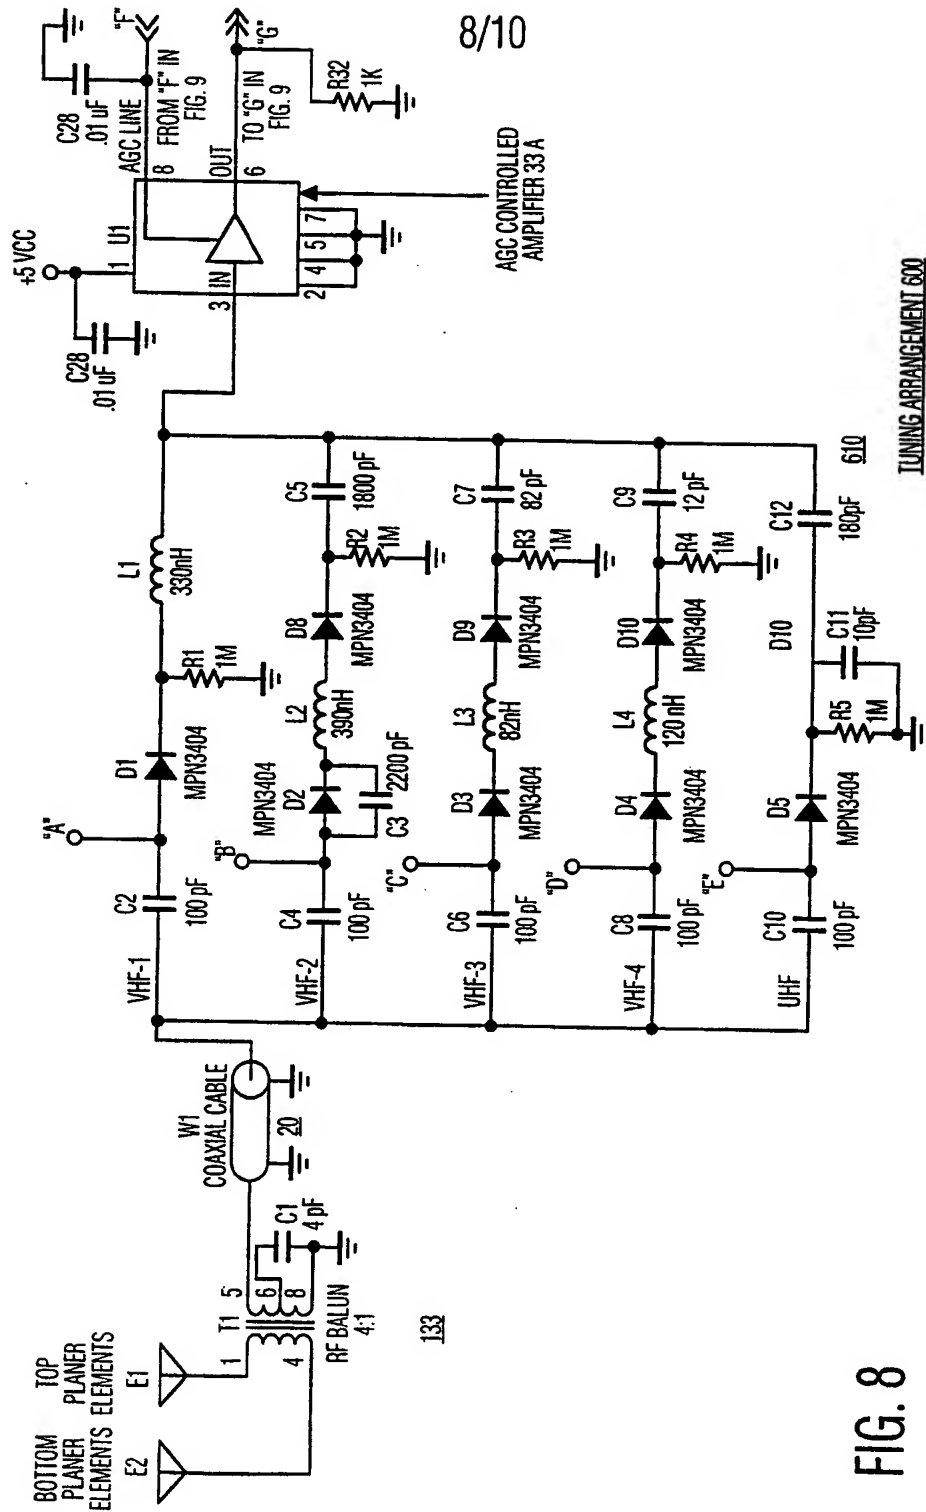 8/10
BOTTOM
PLANER
ELEMENTS
E2
TOP
PLANER
ELEMENTS
E1
1
4
T1
5
6
8
RF BALUN
4:1
133
C1
4 pF
W1
COAXIAL CABLE
20
VHF-1
C2
100 pF
"A"
D1
MPN3404
R1
1M
L1
330nH
VHF-2
C4
100 pF
"B"
MPN3404
D2
C3
2200 pF
L2
390nH
D8
MPN3404
R2
1M
C5
1800 pF
VHF-3
C6
100 pF
"C"
D3
MPN3404
L3
82nH
D9
MPN3404
R3
1M
C7
82 pF
VHF-4
C8
100 pF
"D"
D4
MPN3404
L4
120 nH
D10
MPN3404
R4
1M
C9
12 pF
UHF
C10
100 pF
"E"
D5
MPN3404
R5
1M
D10
C11
10pF
C12
180pF
610
TUNING ARRANGEMENT 600
C28
.01 uF
+5 VCC
1
U1
3
IN
2
4
5
7
AGC LINE
8
OUT
6
C28
.01 uF
"F"
FROM "F" IN
FIG. 9
"G"
TO "G" IN
FIG. 9
R32
1K
AGC CONTROLLED
AMPLIFIER 33 A
FIG. 8